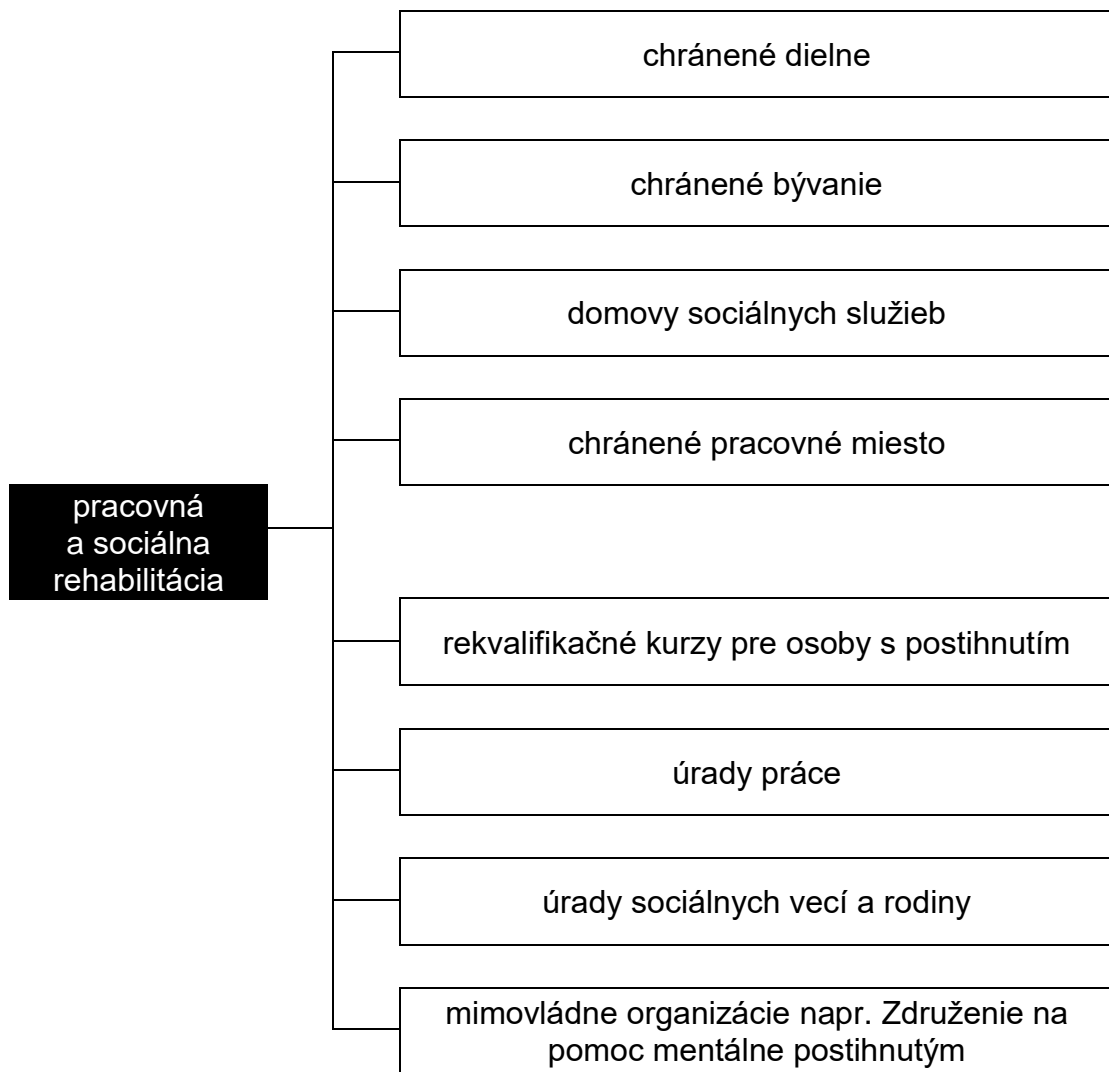 chránené dielne
chránené bývanie
domovy sociálnych služieb
chránené pracovné miesto
pracovná
a sociálna
rehabilitácia
rekvalifikačné kurzy pre osoby s postihnutím
úrady práce
úrady sociálnych vecí a rodiny
mimovládne organizácie napr. Združenie na
pomoc mentálne postihnutým